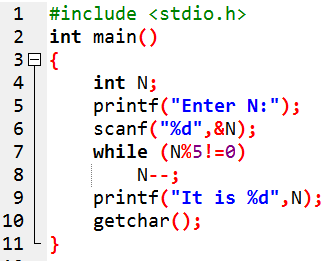 1 #include <stdio.h>
2 int main()
3 {
4 int N;
5 printf("Enter N:");
6 scanf("%d",&N);
7 while (N%5!=0)
8 N--;
9 printf("It is %d",N);
10 getchar();
11 }